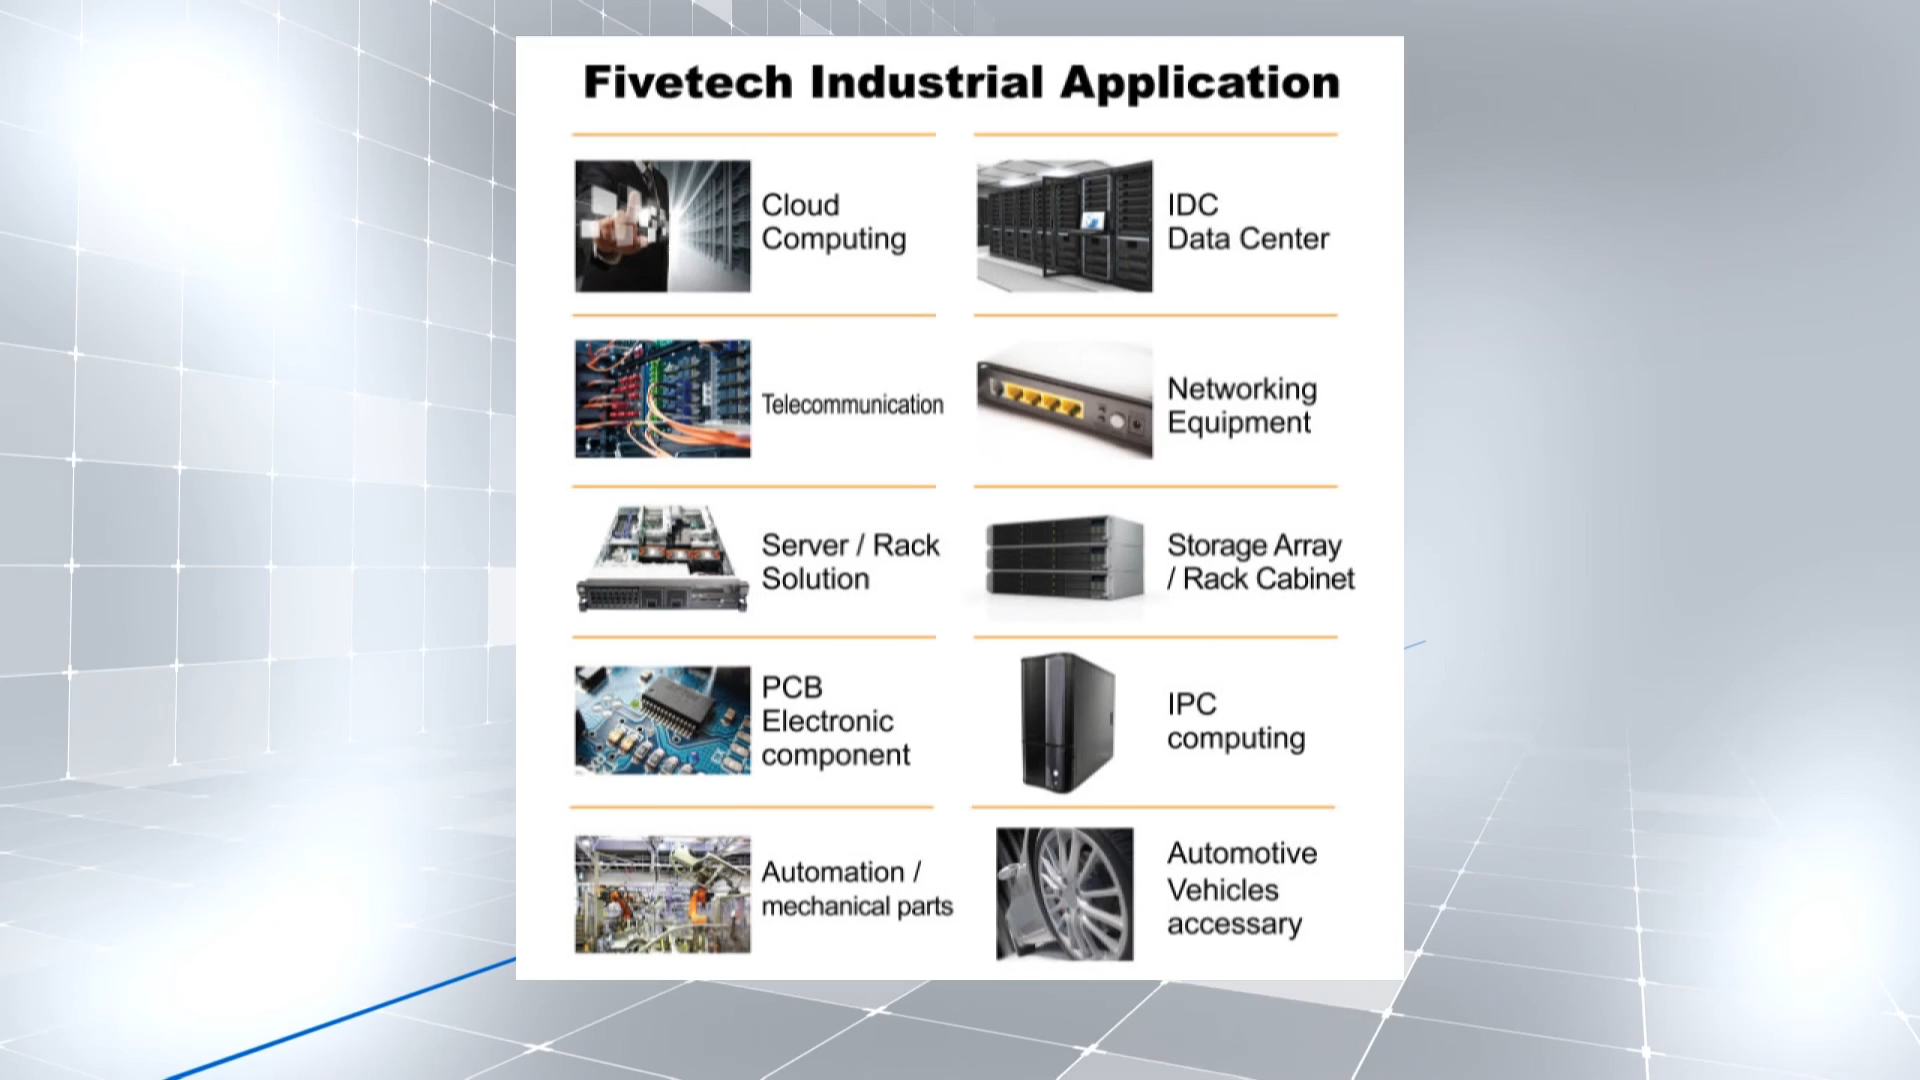 Fivetech Industrial Application
Cloud
Computing
IDC
Data Center
Telecommunication
Networking
Equipment
Server / Rack
Solution
Storage Array
/ Rack Cabinet
PCB
Electronic
component
IPC
computing
Automation /
mechanical parts
Automotive
Vehicles
accessary